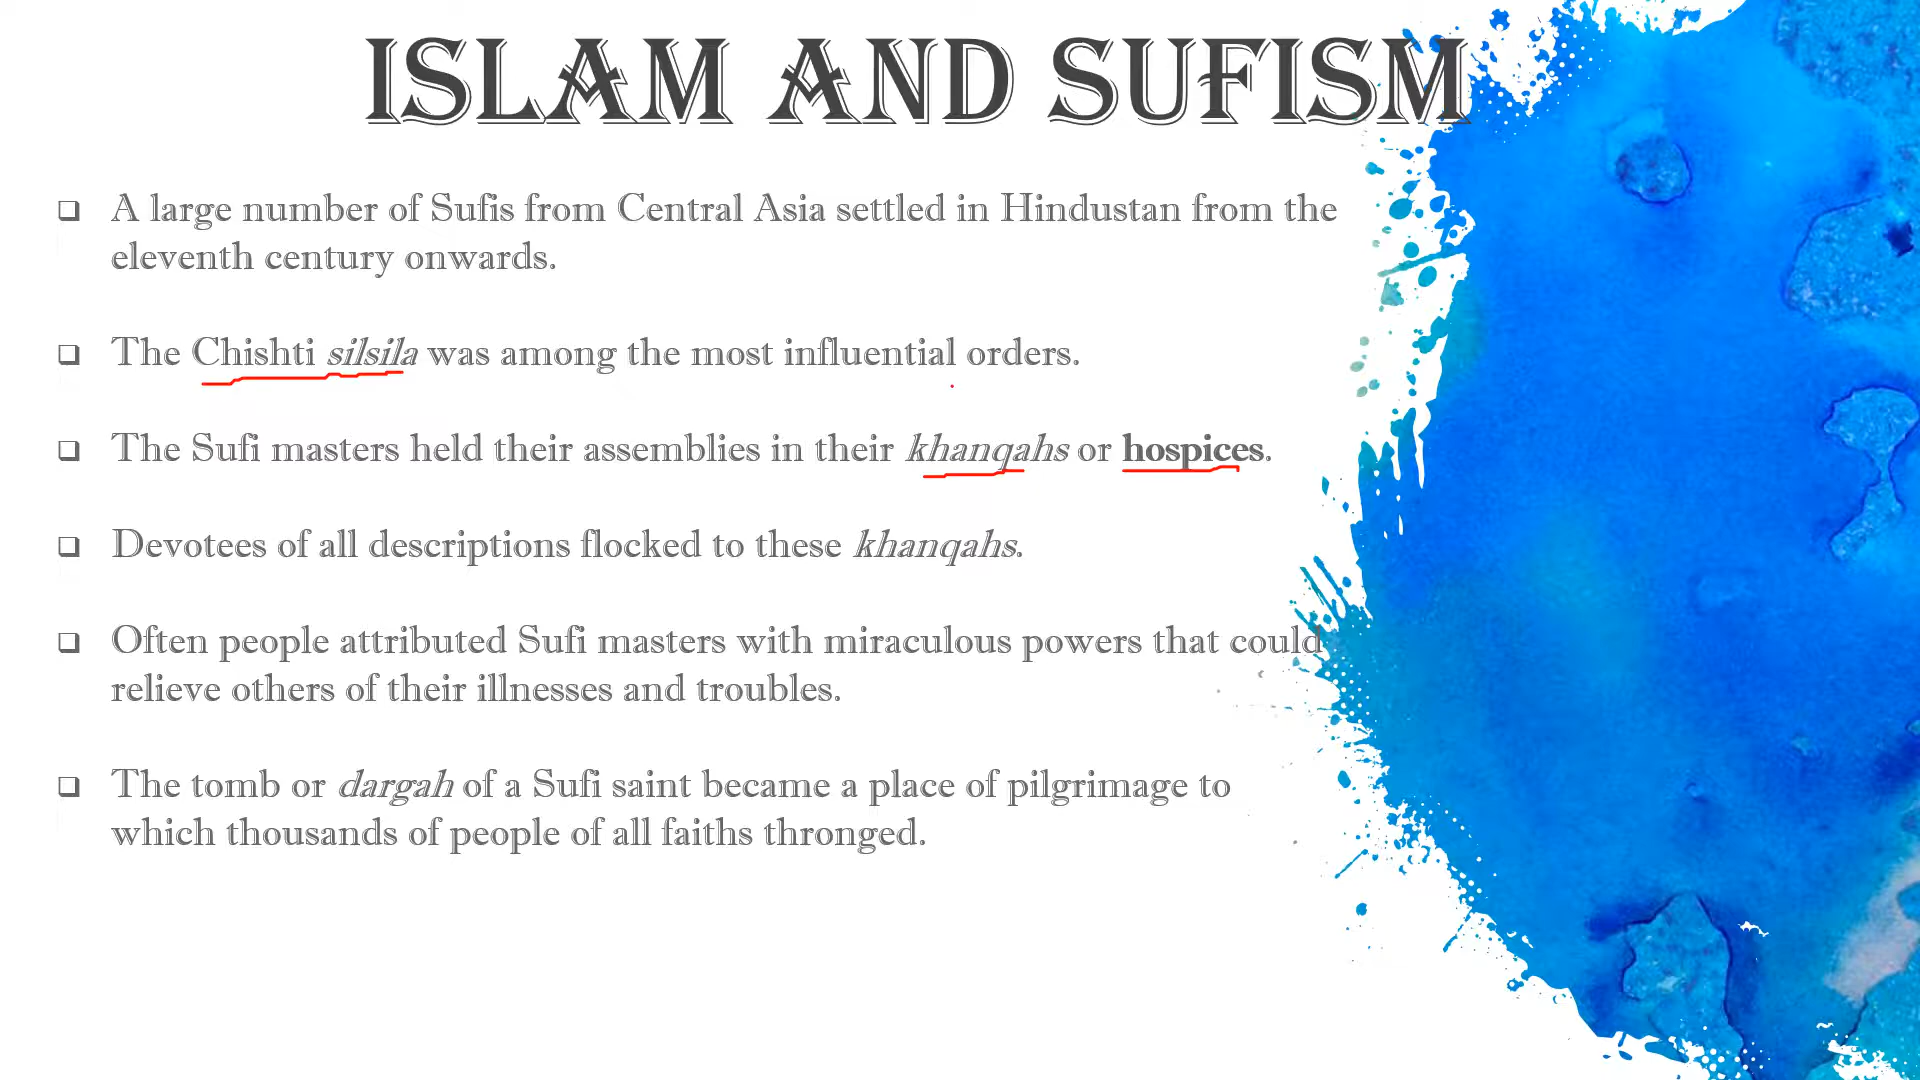 ISLAM AND SUFISM
❑ A large number of Sufis from Central Asia settled in Hindustan from the
eleventh century onwards.
❑ The Chishti silsila was among the most influential orders.
❑ The Sufi masters held their assemblies in their khanqahs or hospices.
❑ Devotees of all descriptions flocked to these khanqahs.
❑ Often people attributed Sufi masters with miraculous powers that could
relieve others of their illnesses and troubles.
❑ The tomb or dargah of a Sufi saint became a place of pilgrimage to
which thousands of people of all faiths thronged.